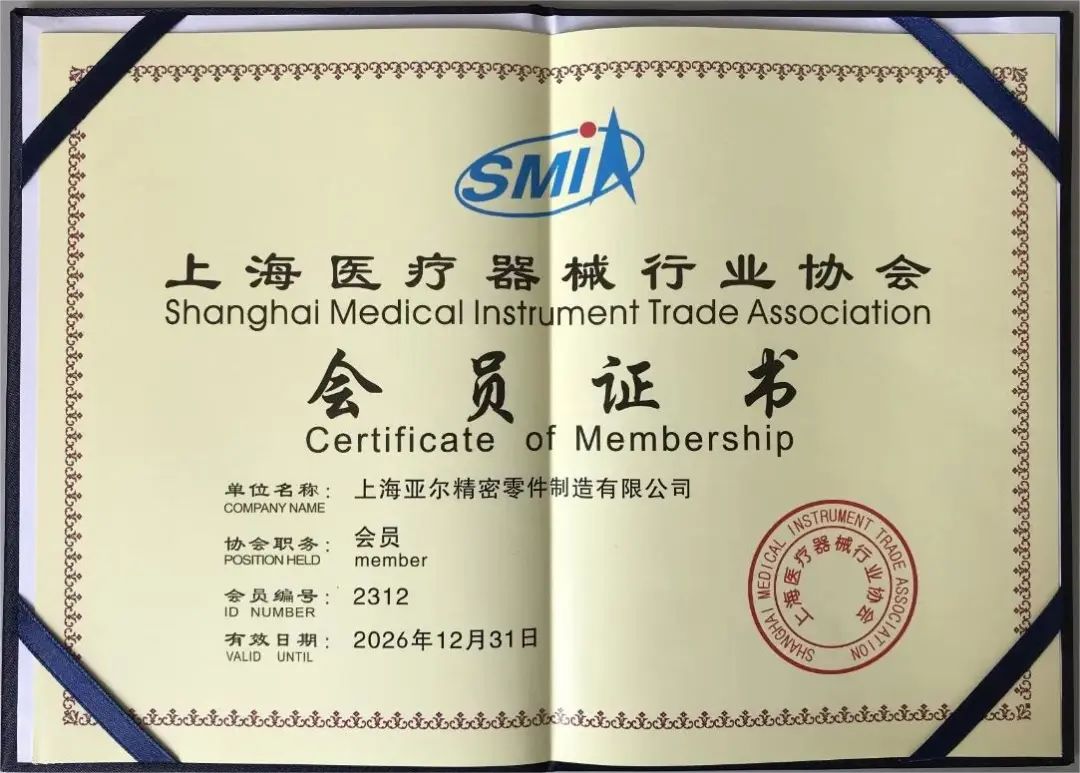 SMIA
上海医疗器械行业协会
Shanghai Medical Instrument Trade Association
会员证书
Certificate of Membership
单位名称： 上海亚尔精密零件制造有限公司
COMPANY NAME
协会职务： 会员
POSITION HELD member
会员编号： 2312
ID NUMBER
有效日期： 2026年12月31日
VALID UNTIL
SHANGHAI MEDICAL INSTRUMENT TRADE ASSOCIATION
上海医疗器械行业协会